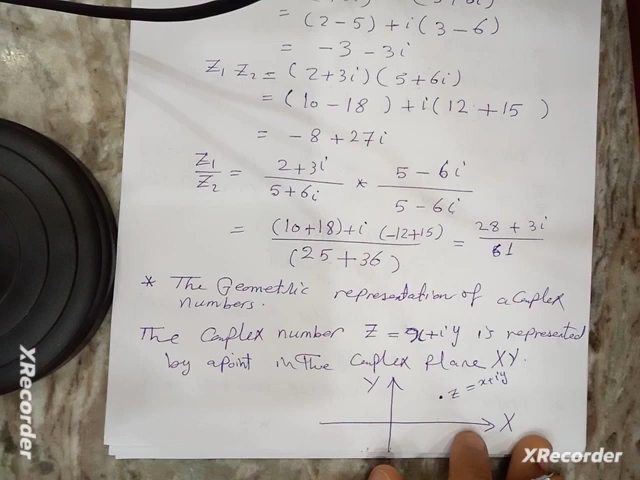 = (2-5) + i(3-6)
= -3 -3i
Z₁ Z₂ = (2+3i)(5+6i)
= (10-18) + i(12+15)
= -8+27i
Z₁/Z₂ = 2+3i/5+6i * 5-6i/5-6i
= (10+18)+i(-12+15)/(25+36) = 28+3i/61
* The Geometric representation of a Complex
numbers.
The Complex number Z = x+iy is represented
by a point in the Complex plane XY.
Y
.z = x+iy
X
XRecorder
XRecorder